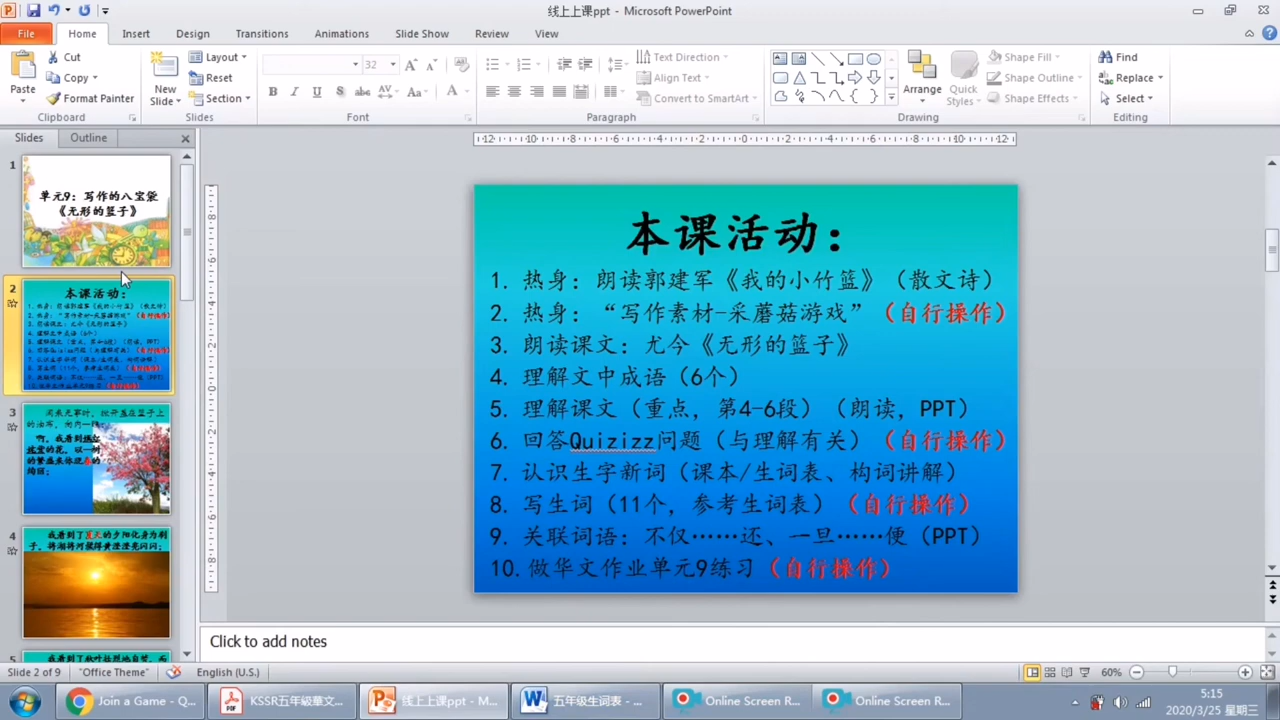 线上上课ppt - Microsoft PowerPoint
File Home Insert Design Transitions Animations Slide Show Review View
Cut
Copy
Format Painter
Paste
Clipboard
New
Slide
Layout
Reset
Section
Slides
32
Font
Text Direction
Align Text
Convert to SmartArt
Paragraph
Arrange
Quick
Styles
Shape Fill
Shape Outline
Shape Effects
Drawing
Find
Replace
Select
Editing
Slides Outline
1
单元9：写作的八宝袋
《无形的篮子》
2
本课活动：
3
4
5
本课活动：
1. 热身：朗读郭建军《我的小竹篮》（散文诗）
2. 热身：“写作素材-采蘑菇游戏”（自行操作）
3. 朗读课文：尤今《无形的篮子》
4. 理解文中成语（6个）
5. 理解课文（重点，第4-6段）（朗读，PPT）
6. 回答Quizizz问题（与理解有关）（自行操作）
7. 认识生字新词（课本/生词表、构词讲解）
8. 写生词（11个，参考生词表）（自行操作）
9. 关联词语：不仅……还、一旦……便（PPT）
10. 做华文作业单元9练习（自行操作）
Click to add notes
Slide 2 of 9 "Office Theme" English (U.S.) 60%
Join a Game - Q... KSSR五年级華文... 线上上课ppt - M... 五年级生词表 - ... Online Screen R... Online Screen R...
5:15
2020/3/25 星期三